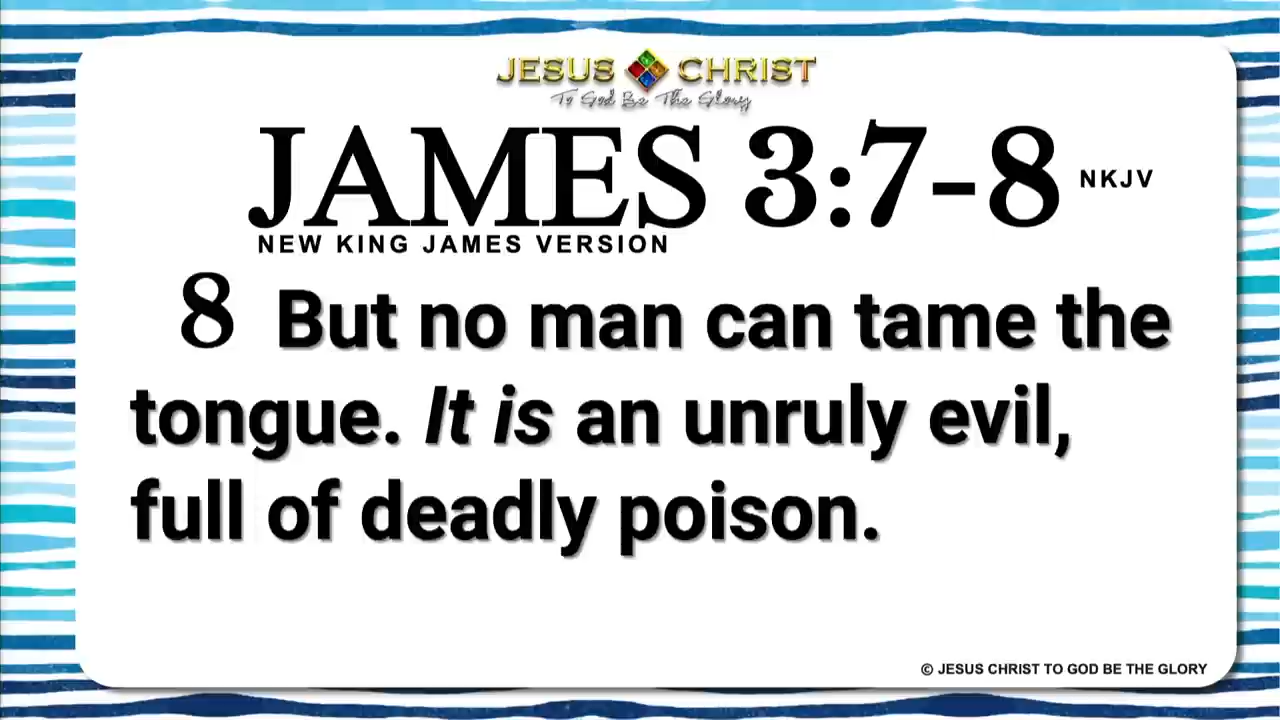 JESUS CHRIST
To God Be The Glory
JAMES 3:7-8 NKJV
NEW KING JAMES VERSION
8 But no man can tame the
tongue. It is an unruly evil,
full of deadly poison.
© JESUS CHRIST TO GOD BE THE GLORY